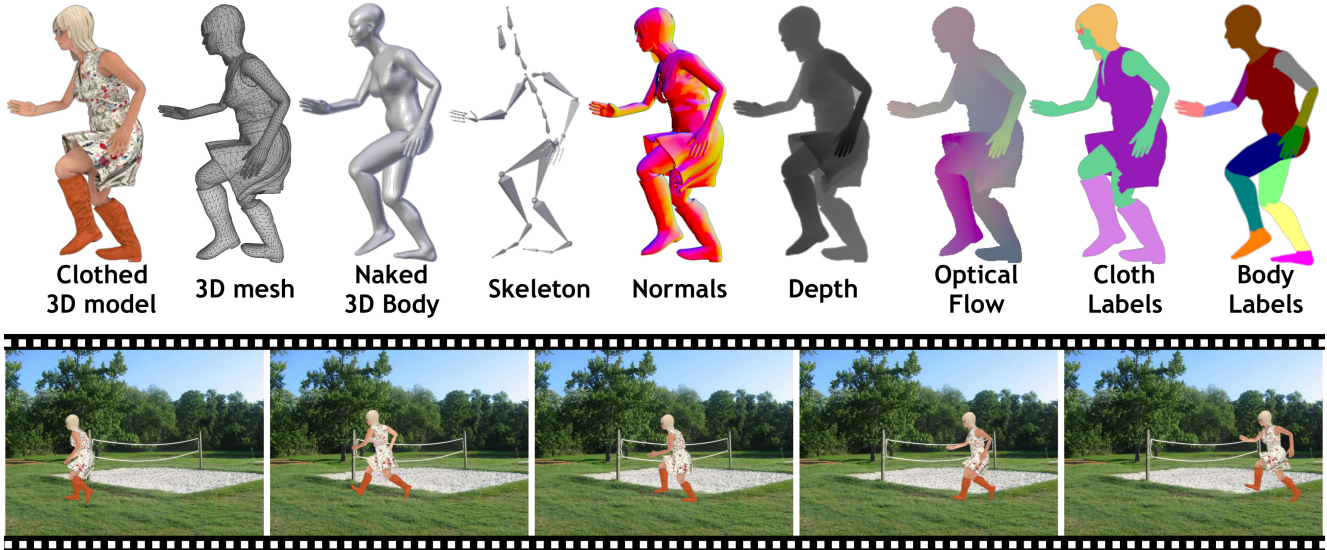 Clothed
3D model
3D mesh
Naked
3D Body
Skeleton
Normals
Depth
Optical
Flow
Cloth
Labels
Body
Labels